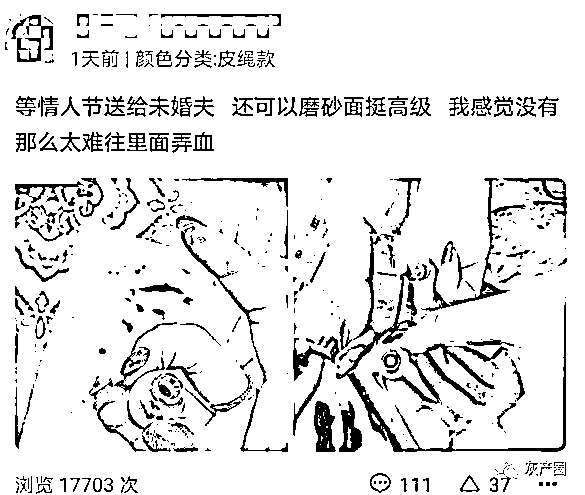 1天前 | 颜色分类:皮绳款
等情人节送给未婚夫 还可以磨砂面挺高级 我感觉没有
那么太难往里面弄血
浏览 17703 次 111 37
灰产圈